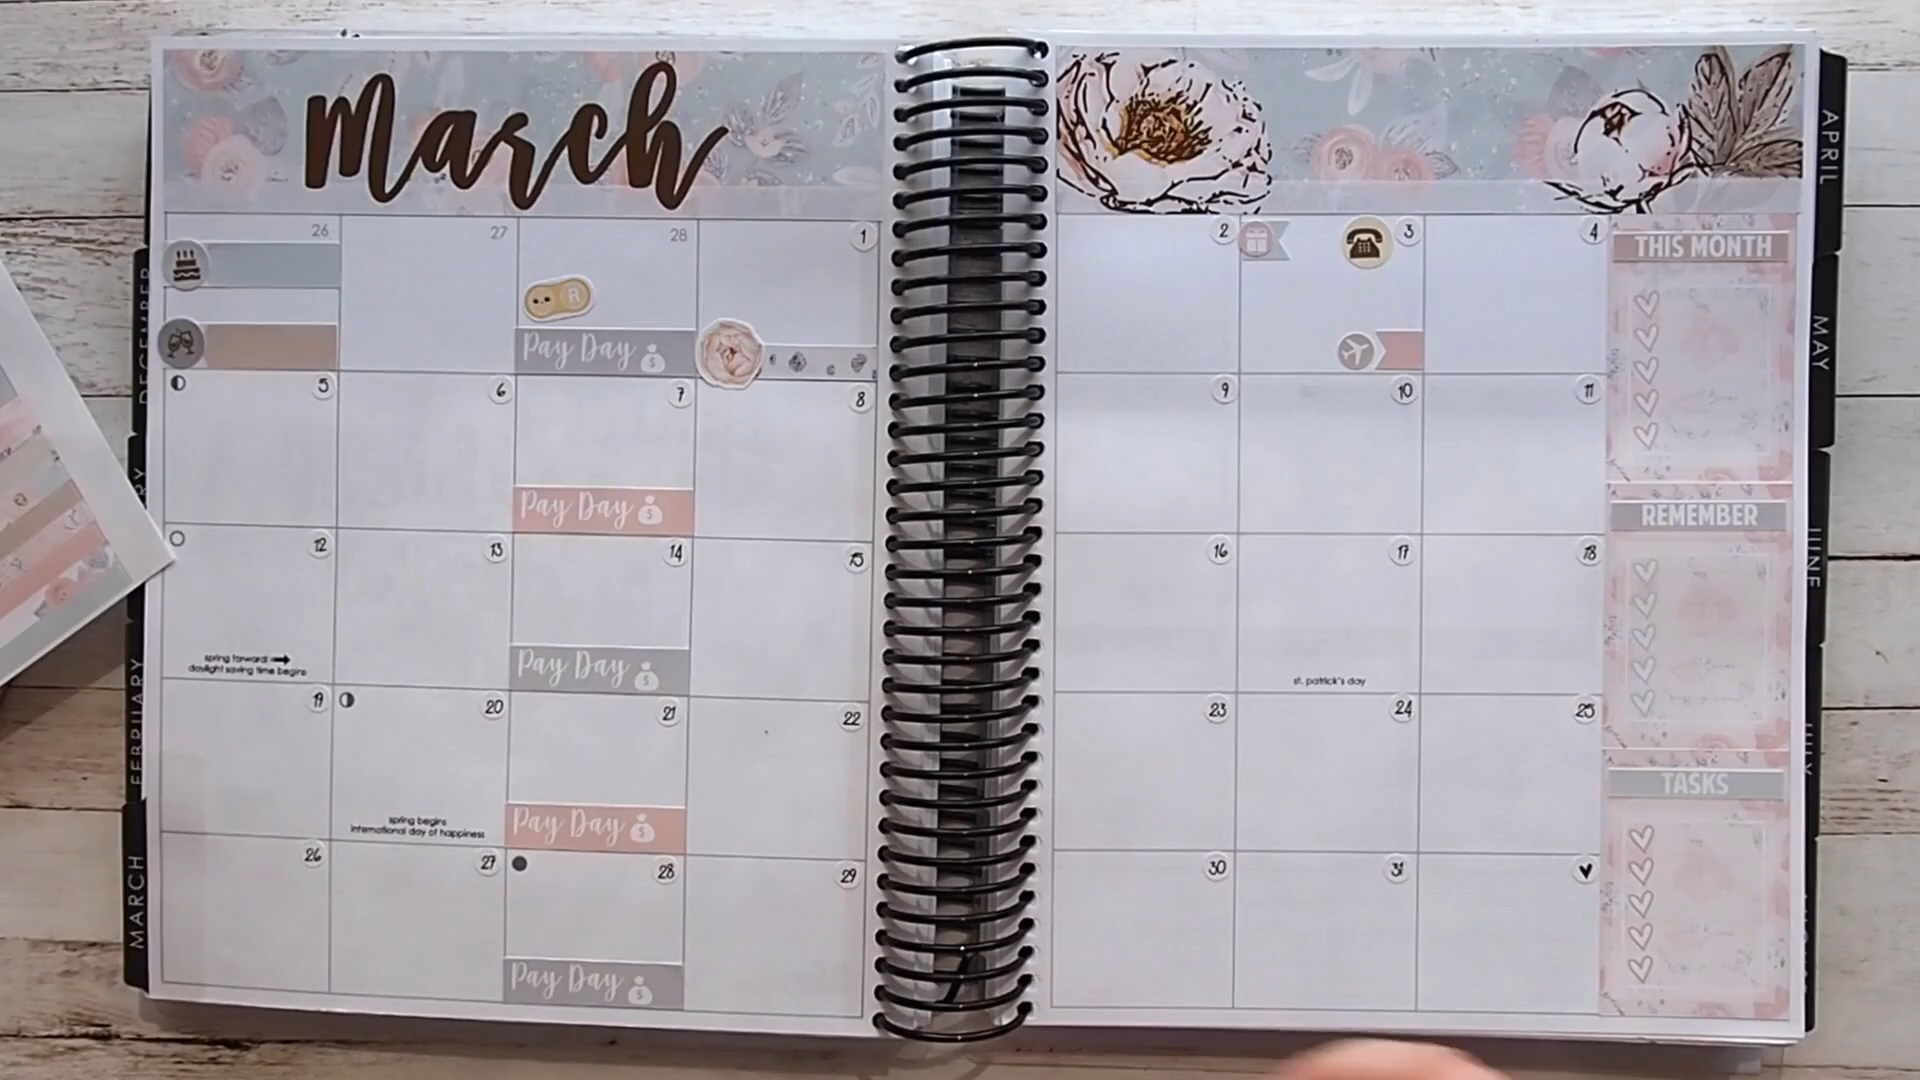 March
26
27
28
1
2
3
4
R
Pay Day
$
THIS MONTH
5
6
7
8
9
10
11
Pay Day
$
REMEMBER
12
13
14
15
16
17
18
spring forward!
daylight saving time begins
Pay Day
$
st. patrick's day
19
20
21
22
23
24
25
spring begins
international day of happiness
Pay Day
$
TASKS
26
27
28
29
30
31
Pay Day
$
DECEMBER
FEBRUARY
MARCH
APRIL
MAY
JUNE
JULY